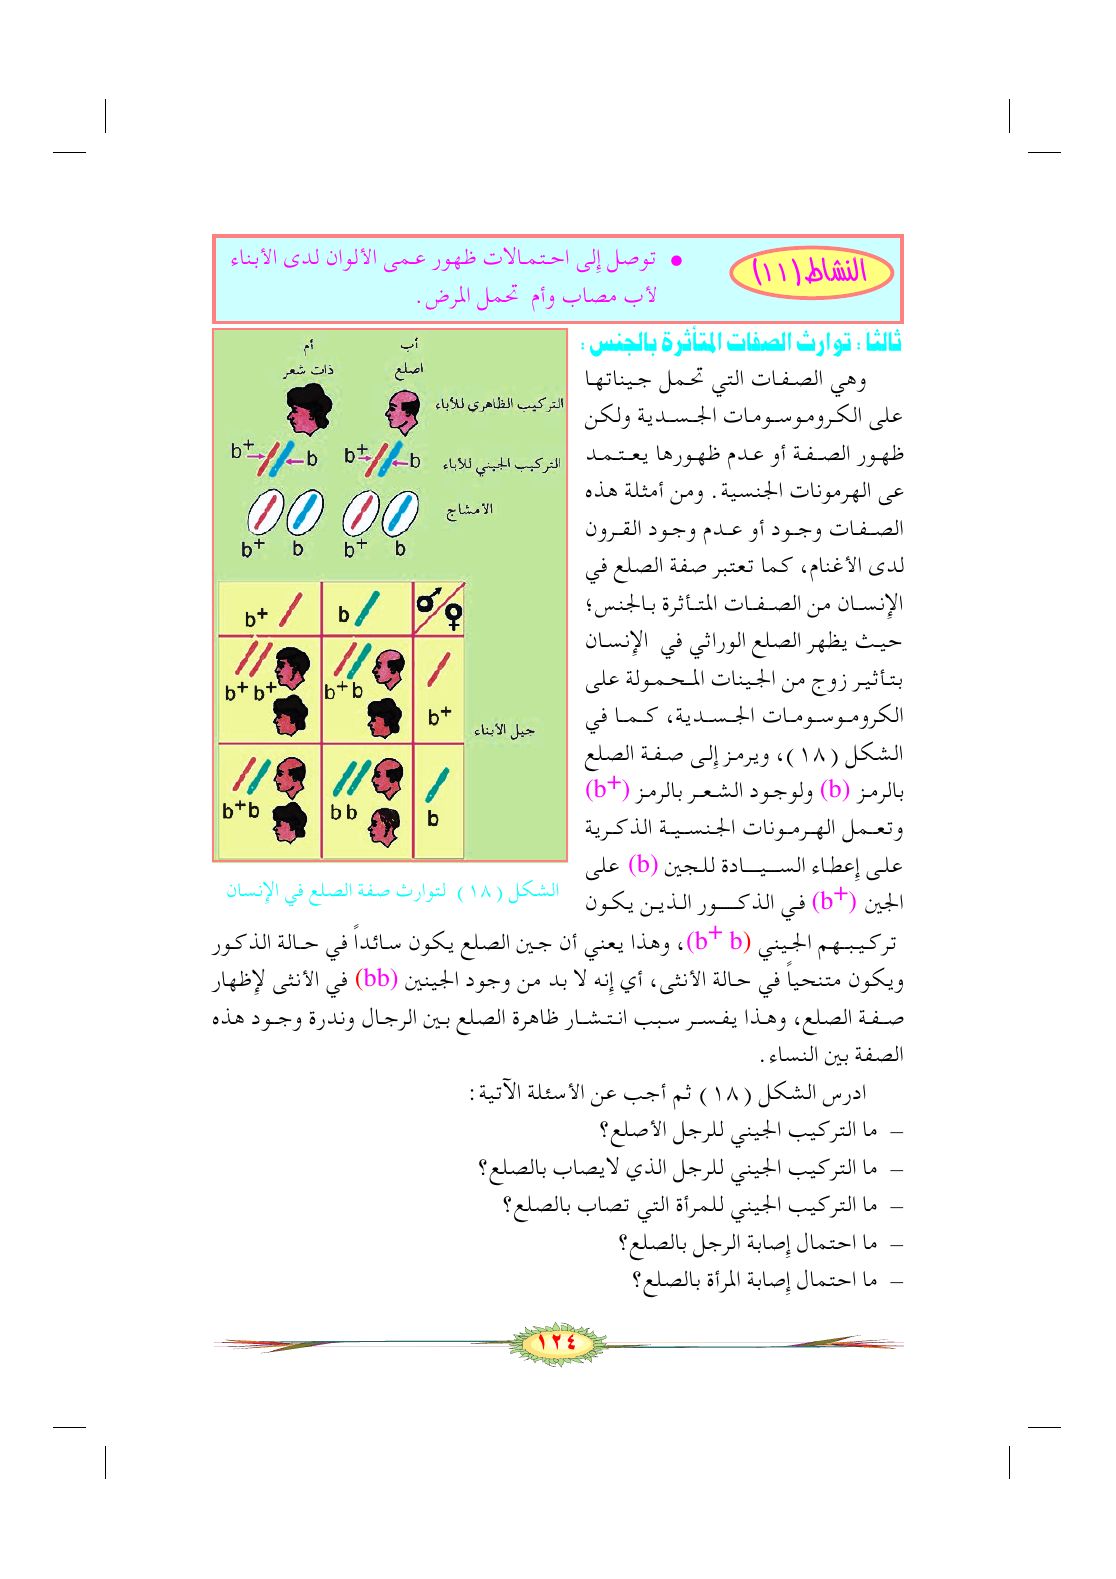 النشاط (١١)
• توصل إلى احتمالات ظهور عمى الألوان لدى الأبناء
لأب مصاب وأم تحمل المرض.
ثالثا : توارث الصفات المتأثرة بالجنس :
وهي الصفات التي تحمل جيناتها
على الكروموسومات الجسدية ولكن
ظهور الصفة أو عدم ظهورها يعتمد
عى الهرمونات الجنسية. ومن أمثلة هذه
الصفات وجود أو عدم وجود القرون
لدى الأغنام، كما تعتبر صفة الصلع في
الإنسان من الصفات المتأثرة بالجنس؛
حيث يظهر الصلع الوراثي في الإنسان
بتأثير زوج من الجينات المحمولة على
الكروموسومات الجسدية، كما في
الشكل (١٨)، ويرمز إلى صفة الصلع
بالرمز (b) ولوجود الشعر بالرمز (b+)
وتعمل الهرمونات الجنسية الذكرية
على إعطاء السيادة للجين (b) على
الجين (b+) في الذكور الذين يكون
تركيبهم الجيني (b+ b)، وهذا يعني أن جين الصلع يكون سائداً في حالة الذكور
ويكون متنحياً في حالة الأنثى، أي إنه لا بد من وجود الجينين (bb) في الأنثى لإظهار
صفة الصلع، وهذا يفسر سبب انتشار ظاهرة الصلع بين الرجال وندرة وجود هذه
الصفة بين النساء.
أب أم
اصلع ذات شعر
التركيب الظاهري للأباء
التركيب الجيني للأباء b b+ b b+
الأمشاج
b b+ b b+
♂ ♀ b b+
b+ b+ b b+ b+
جيل الأبناء
b b b b+ b
الشكل (١٨) لتوارث صفة الصلع في الإنسان
ادرس الشكل (١٨) ثم أجب عن الأسئلة الآتية:
– ما التركيب الجيني للرجل الأصلع؟
– ما التركيب الجيني للرجل الذي لايصاب بالصلع؟
– ما التركيب الجيني للمرأة التي تصاب بالصلع؟
– ما احتمال إصابة الرجل بالصلع؟
– ما احتمال إصابة المرأة بالصلع؟
١٢٤